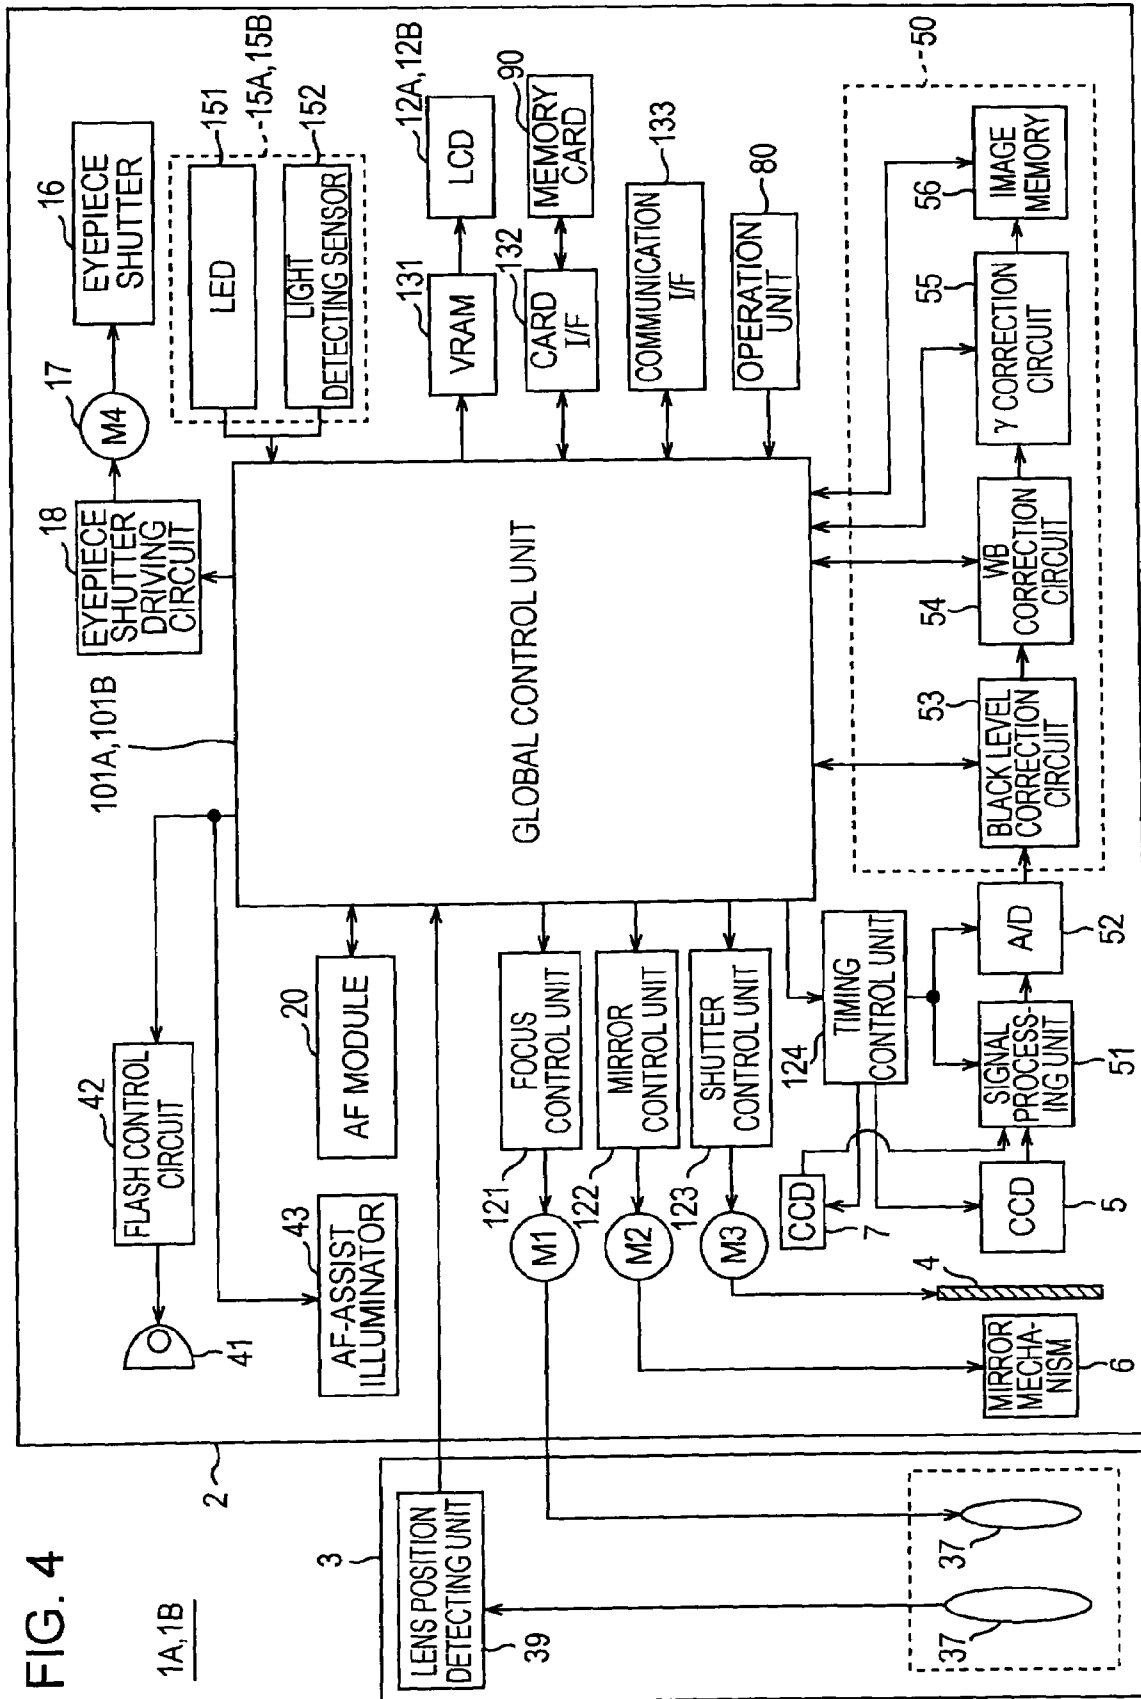 FIG. 4
1A,1B
2
3
LENS POSITION
DETECTING UNIT
39
37
37
41
42
FLASH CONTROL
CIRCUIT
43
AF-ASSIST
ILLUMINATOR
20
AF MODULE
101A,101B
GLOBAL CONTROL UNIT
18
EYEPIECE
SHUTTER
DRIVING
CIRCUIT
17
M4
16
EYEPIECE
SHUTTER
LED
151
15A,15B
LIGHT
DETECTING SENSOR
152
131
VRAM
LCD
12A,12B
132
CARD
I/F
MEMORY
CARD
90
COMMUNICATION
I/F
133
OPERATION
UNIT
80
121
FOCUS
CONTROL UNIT
M1
122
MIRROR
CONTROL UNIT
M2
123
SHUTTER
CONTROL UNIT
M3
124
TIMING
CONTROL UNIT
CCD
7
CCD
5
4
MIRROR
MECHA-
NISM
6
SIGNAL
PROCESS-
ING UNIT
51
A/D
52
50
53
BLACK LEVEL
CORRECTION
CIRCUIT
54
WB
CORRECTION
CIRCUIT
55
γ CORRECTION
CIRCUIT
56
IMAGE
MEMORY